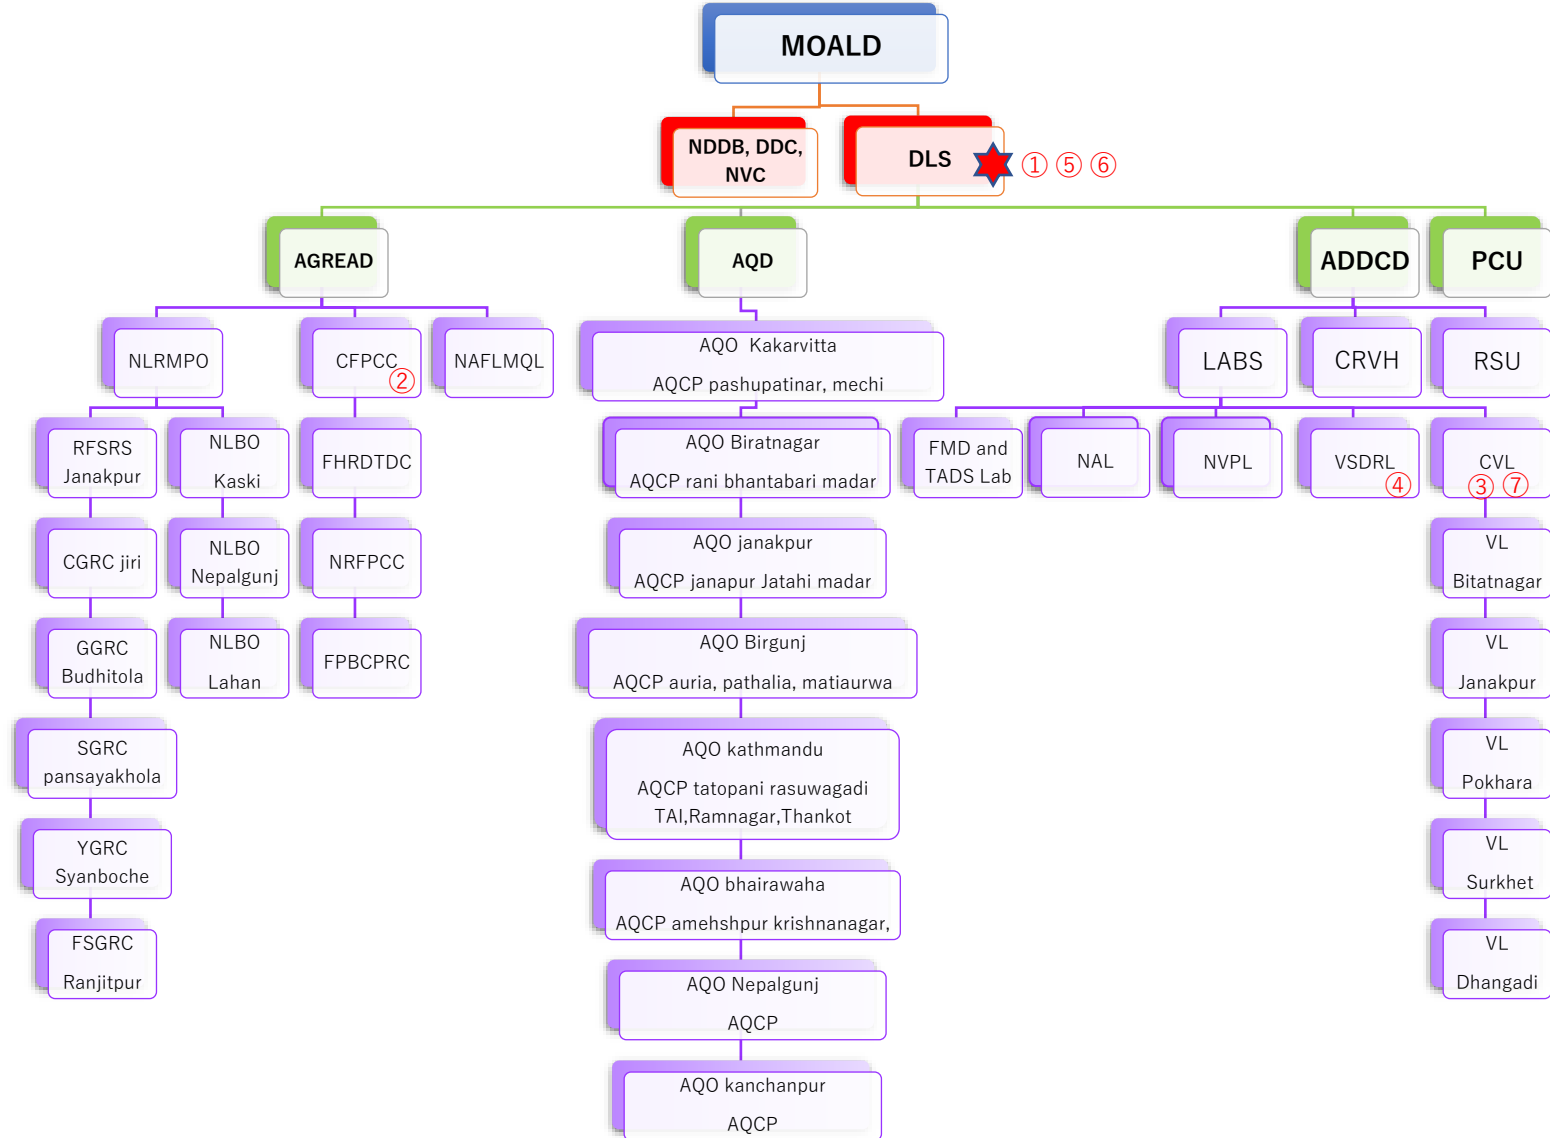 MOALD
NDDB, DDC,
NVC
DLS
① ⑤ ⑥
AGREAD
AQD
ADDCD
PCU
NLRMPO
CFPCC
②
NAFLMQL
AQO Kakarvitta
AQCP pashupatinar, mechi
LABS
CRVH
RSU
RFSRS
Janakpur
NLBO
Kaski
FHRDTDC
AQO Biratnagar
AQCP rani bhantabari madar
FMD and
TADS Lab
NAL
NVPL
VSDRL
④
CVL
③ ⑦
CGRC jiri
NLBO
Nepalgunj
NRFPCC
AQO janakpur
AQCP janapur Jatahi madar
VL
Bitatnagar
GGRC
Budhitola
NLBO
Lahan
FPBCPRC
AQO Birgunj
AQCP auria, pathalia, matiaurwa
VL
Janakpur
SGRC
pansayakhola
AQO kathmandu
AQCP tatopani rasuwagadi
TAI,Ramnagar,Thankot
VL
Pokhara
YGRC
Syanboche
AQO bhairawaha
AQCP amehshpur krishnanagar,
VL
Surkhet
FSGRC
Ranjitpur
AQO Nepalgunj
AQCP
VL
Dhangadi
AQO kanchanpur
AQCP